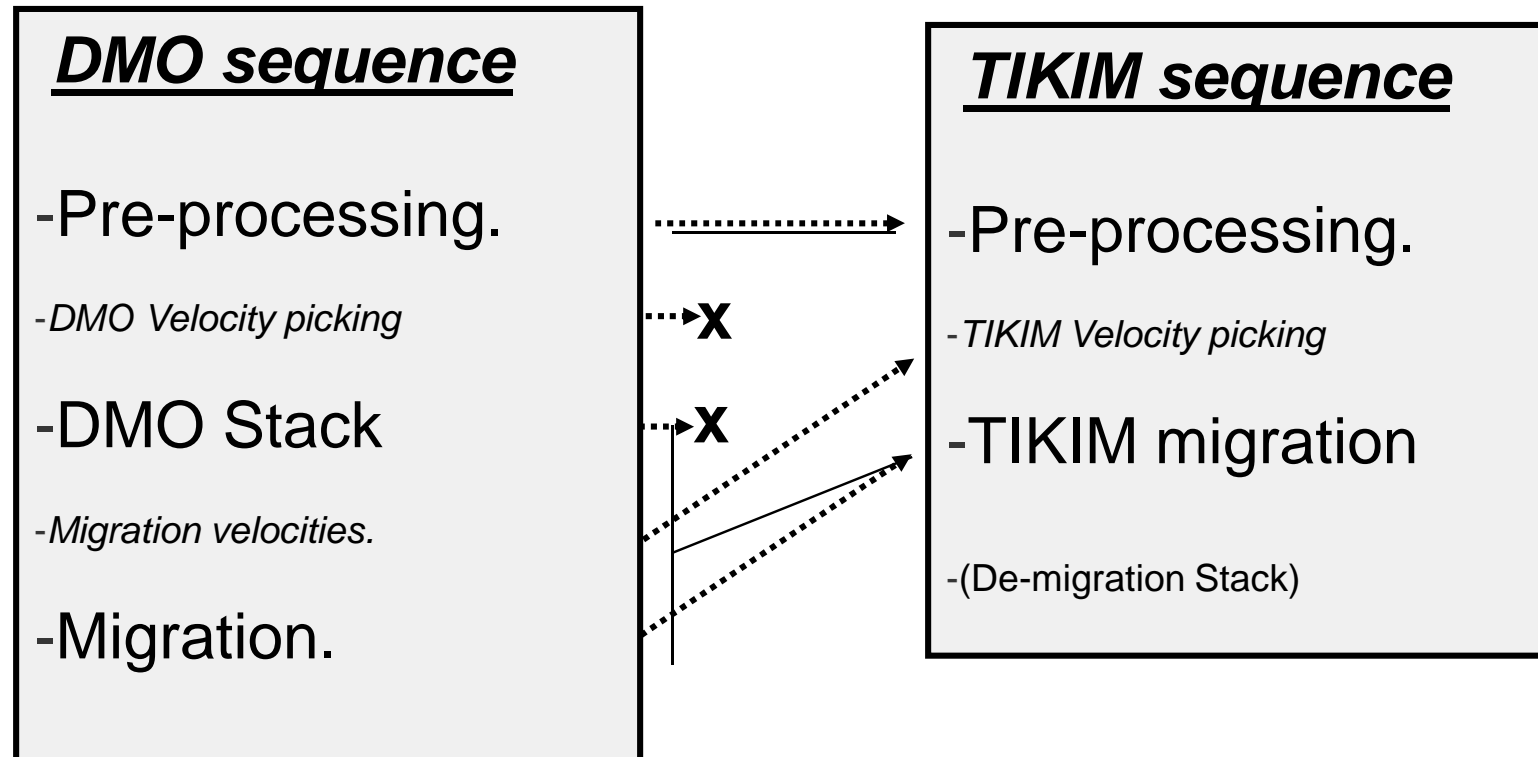 DMO sequence
-Pre-processing.
-DMO Velocity picking
-DMO Stack
-Migration velocities.
-Migration.
x
x
TIKIM sequence
-Pre-processing.
-TIKIM Velocity picking
-TIKIM migration
-(De-migration Stack)